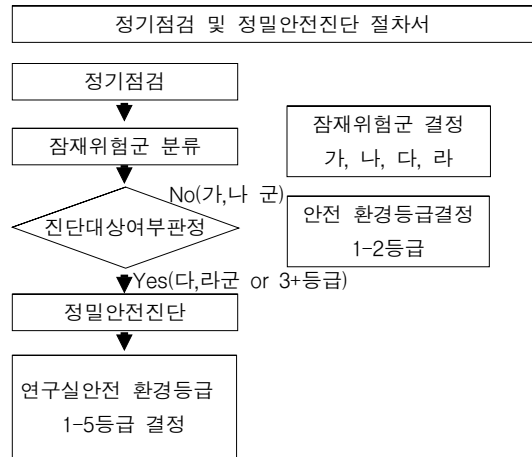 정기점검 및 정밀안전진단 절차서
정기점검
잠재위험군 분류
잠재위험군 결정
가, 나, 다, 라
No(가,나 군)
진단대상여부판정
안전 환경등급결정
1-2등급
Yes(다,라군 or 3+등급)
정밀안전진단
연구실안전 환경등급
1-5등급 결정